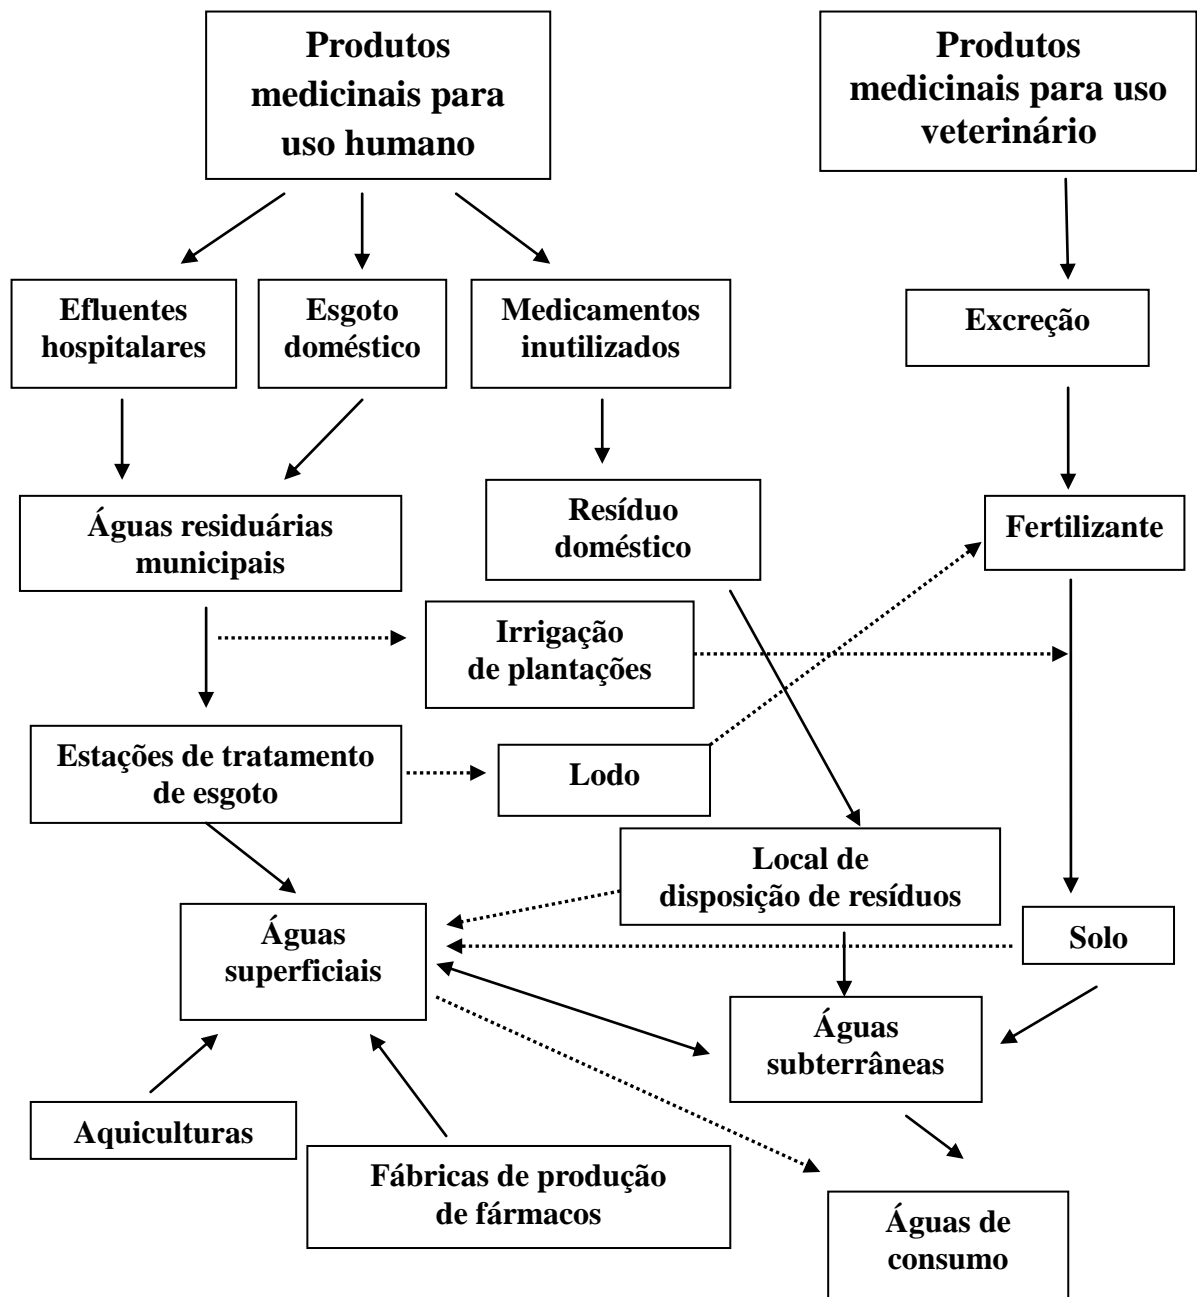 Produtos
medicinais para
uso humano
Produtos
medicinais para uso
veterinário
Efluentes
hospitalares
Esgoto
doméstico
Medicamentos
inutilizados
Excreção
Águas residuárias
municipais
Resíduo
doméstico
Fertilizante
Irrigação
de plantações
Estações de tratamento
de esgoto
Lodo
Local de
disposição de resíduos
Águas
superficiais
Solo
Águas
subterrâneas
Aquiculturas
Fábricas de produção
de fármacos
Águas de
consumo